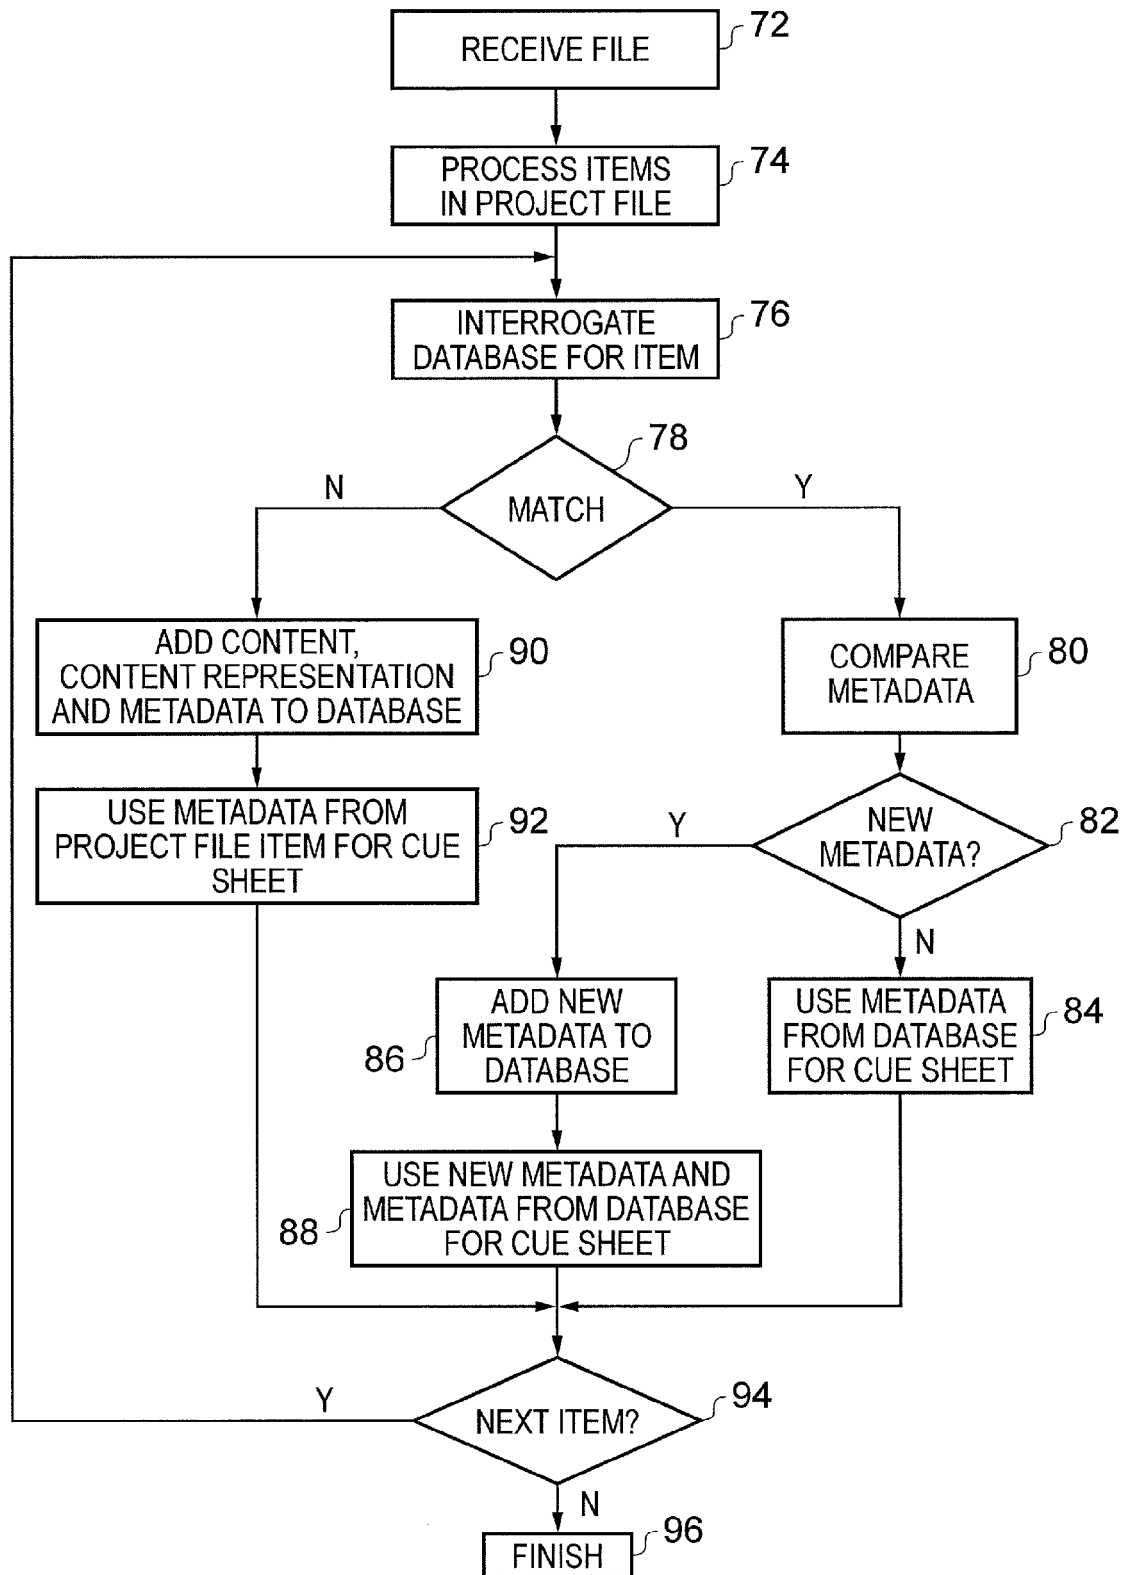 RECEIVE FILE
72
PROCESS ITEMS
IN PROJECT FILE
74
INTERROGATE
DATABASE FOR ITEM
76
MATCH
78
N
Y
ADD CONTENT,
CONTENT REPRESENTATION
AND METADATA TO DATABASE
90
COMPARE
METADATA
80
USE METADATA FROM
PROJECT FILE ITEM FOR CUE
SHEET
92
NEW
METADATA?
82
Y
N
ADD NEW
METADATA TO
DATABASE
86
USE METADATA
FROM DATABASE
FOR CUE SHEET
84
USE NEW METADATA AND
METADATA FROM DATABASE
FOR CUE SHEET
88
NEXT ITEM?
94
Y
N
FINISH
96